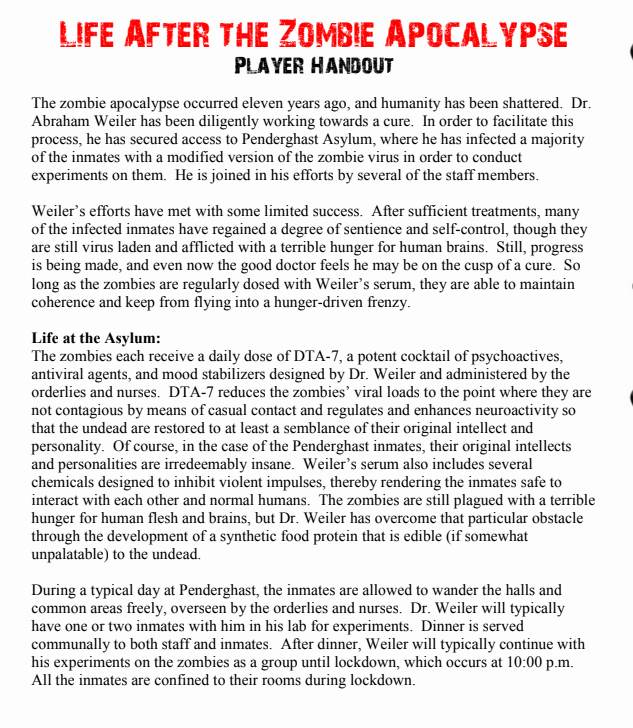 Life After the Zombie Apocalypse
Player Handout
The zombie apocalypse occurred eleven years ago, and humanity has been shattered.  Dr.
Abraham Weiler has been diligently working towards a cure.  In order to facilitate this
process, he has secured access to Penderghast Asylum, where he has infected a majority
of the inmates with a modified version of the zombie virus in order to conduct
experiments on them.  He is joined in his efforts by several of the staff members.
Weiler's efforts have met with some limited success.  After sufficient treatments, many
of the infected inmates have regained a degree of sentience and self-control, though they
are still virus laden and afflicted with a terrible hunger for human brains.  Still, progress
is being made, and even now the good doctor feels he may be on the cusp of a cure.  So
long as the zombies are regularly dosed with Weiler's serum, they are able to maintain
coherence and keep from flying into a hunger-driven frenzy.
Life at the Asylum:
The zombies each receive a daily dose of DTA-7, a potent cocktail of psychoactives,
antiviral agents, and mood stabilizers designed by Dr. Weiler and administered by the
orderlies and nurses.  DTA-7 reduces the zombies' viral loads to the point where they are
not contagious by means of casual contact and regulates and enhances neuroactivity so
that the undead are restored to at least a semblance of their original intellect and
personality.  Of course, in the case of the Penderghast inmates, their original intellects
and personalities are irredeemably insane.  Weiler's serum also includes several
chemicals designed to inhibit violent impulses, thereby rendering the inmates safe to
interact with each other and normal humans.  The zombies are still plagued with a terrible
hunger for human flesh and brains, but Dr. Weiler has overcome that particular obstacle
through the development of a synthetic food protein that is edible (if somewhat
unpalatable) to the undead.
During a typical day at Penderghast, the inmates are allowed to wander the halls and
common areas freely, overseen by the orderlies and nurses.  Dr. Weiler will typically
have one or two inmates with him in his lab for experiments.  Dinner is served
communally to both staff and inmates.  After dinner, Weiler will typically continue with
his experiments on the zombies as a group until lockdown, which occurs at 10:00 p.m.
All the inmates are confined to their rooms during lockdown.